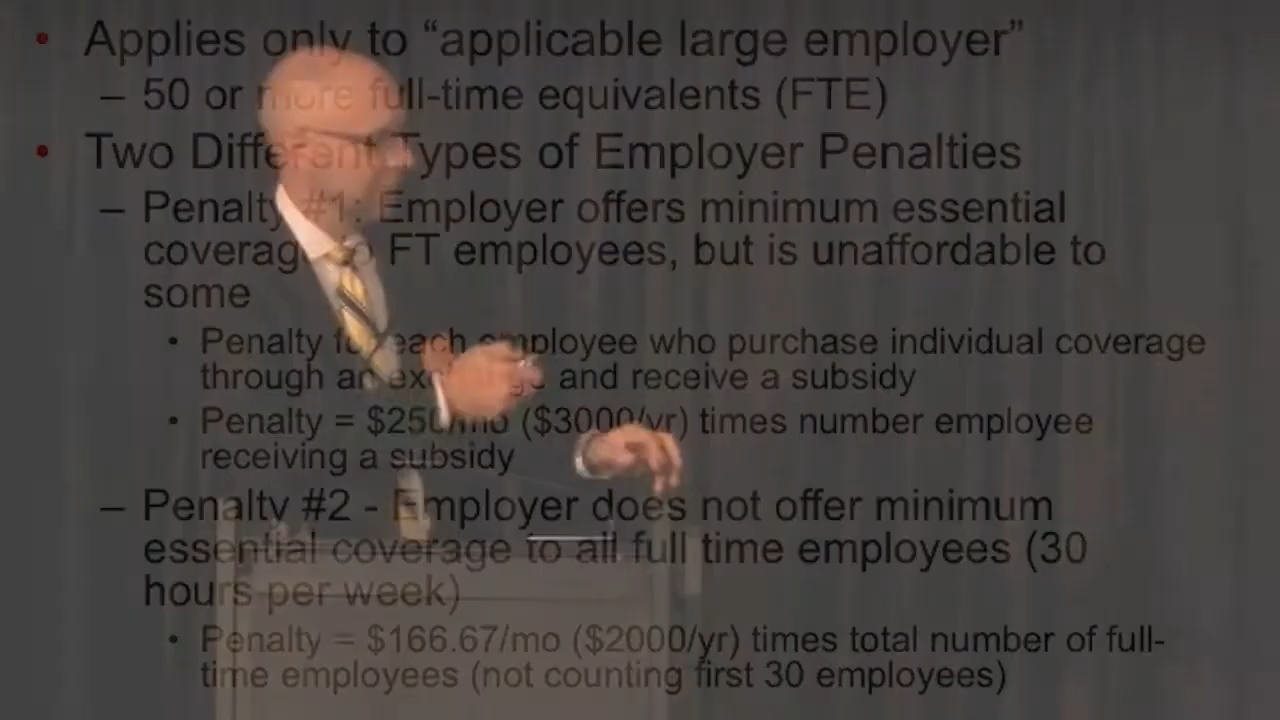 • Applies only to “applicable large employer”
– 50 or more full-time equivalents (FTE)
• Two Different Types of Employer Penalties
– Penalty #1: Employer offers minimum essential
coverage to FT employees, but is unaffordable to
some
• Penalty for each employee who purchase individual coverage
through an exchange and receive a subsidy
• Penalty = $250/mo ($3000/yr) times number employee
receiving a subsidy
– Penalty #2 - Employer does not offer minimum
essential coverage to all full time employees (30
hours per week)
• Penalty = $166.67/mo ($2000/yr) times total number of full-
time employees (not counting first 30 employees)